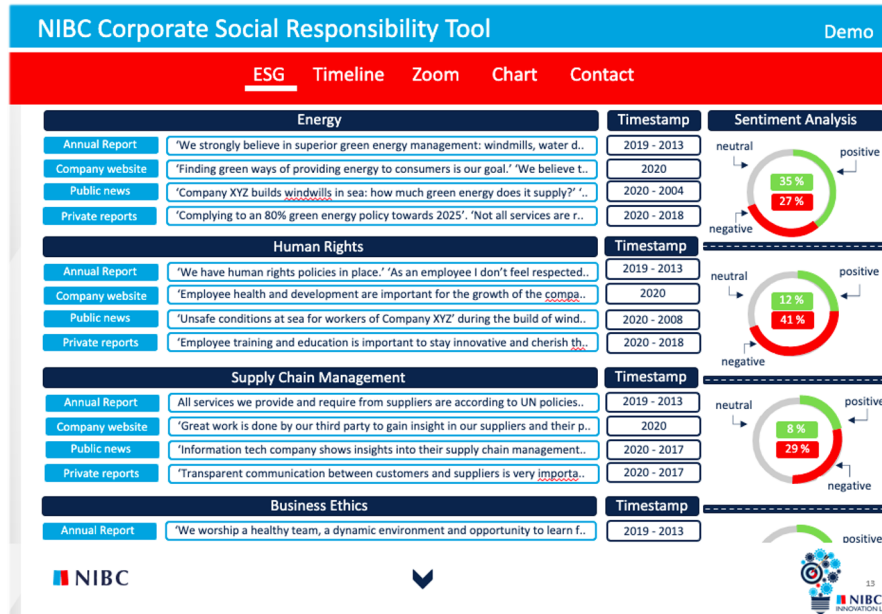 NIBC Corporate Social Responsibility Tool
Demo
ESG Timeline Zoom Chart Contact
Energy Timestamp Sentiment Analysis
Annual Report 'We strongly believe in superior green energy management: windmills, water d.. 2019 - 2013
Company website 'Finding green ways of providing energy to consumers is our goal.' 'We believe t.. 2020
Public news 'Company XYZ builds windwills in sea: how much green energy does it supply?' '.. 2020 - 2004
Private reports 'Complying to an 80% green energy policy towards 2025'. 'Not all services are r.. 2020 - 2018
neutral
positive
35 %
27 %
negative
Human Rights Timestamp
Annual Report 'We have human rights policies in place.' 'As an employee I don't feel respected.. 2019 - 2013
Company website 'Employee health and development are important for the growth of the compa.. 2020
Public news 'Unsafe conditions at sea for workers of Company XYZ' during the build of wind.. 2020 - 2008
Private reports 'Employee training and education is important to stay innovative and cherish th.. 2020 - 2018
neutral
positive
12 %
41 %
negative
Supply Chain Management Timestamp
Annual Report All services we provide and require from suppliers are according to UN policies.. 2019 - 2013
Company website 'Great work is done by our third party to gain insight in our suppliers and their p.. 2020
Public news 'Information tech company shows insights into their supply chain management.. 2020 - 2017
Private reports 'Transparent communication between customers and suppliers is very importa.. 2020 - 2017
neutral
positive
8 %
29 %
negative
Business Ethics Timestamp
Annual Report 'We worship a healthy team, a dynamic environment and opportunity to learn f.. 2019 - 2013
positive
NIBC
13
NIBC
INNOVATION